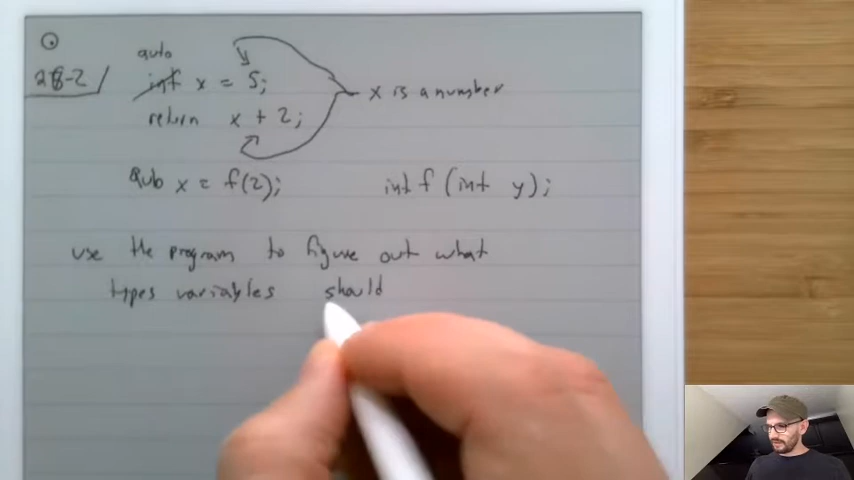 auto
28-2 int x = 5;
return x + 2;
x is a number
auto x = f(2); int f (int y);
use the program to figure out what
types variables should